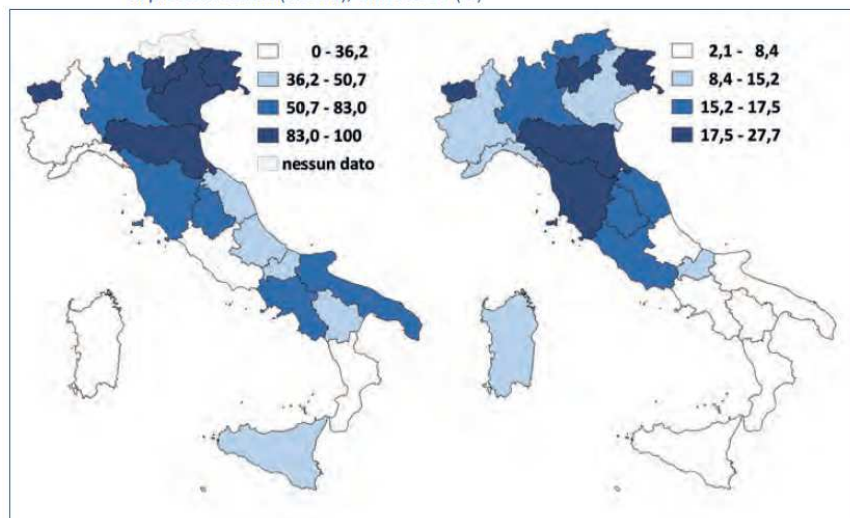 0 - 36,2
36,2 - 50,7
50,7 - 83,0
83,0 - 100
nessun dato
2,1 - 8,4
8,4 - 15,2
15,2 - 17,5
17,5 - 27,7